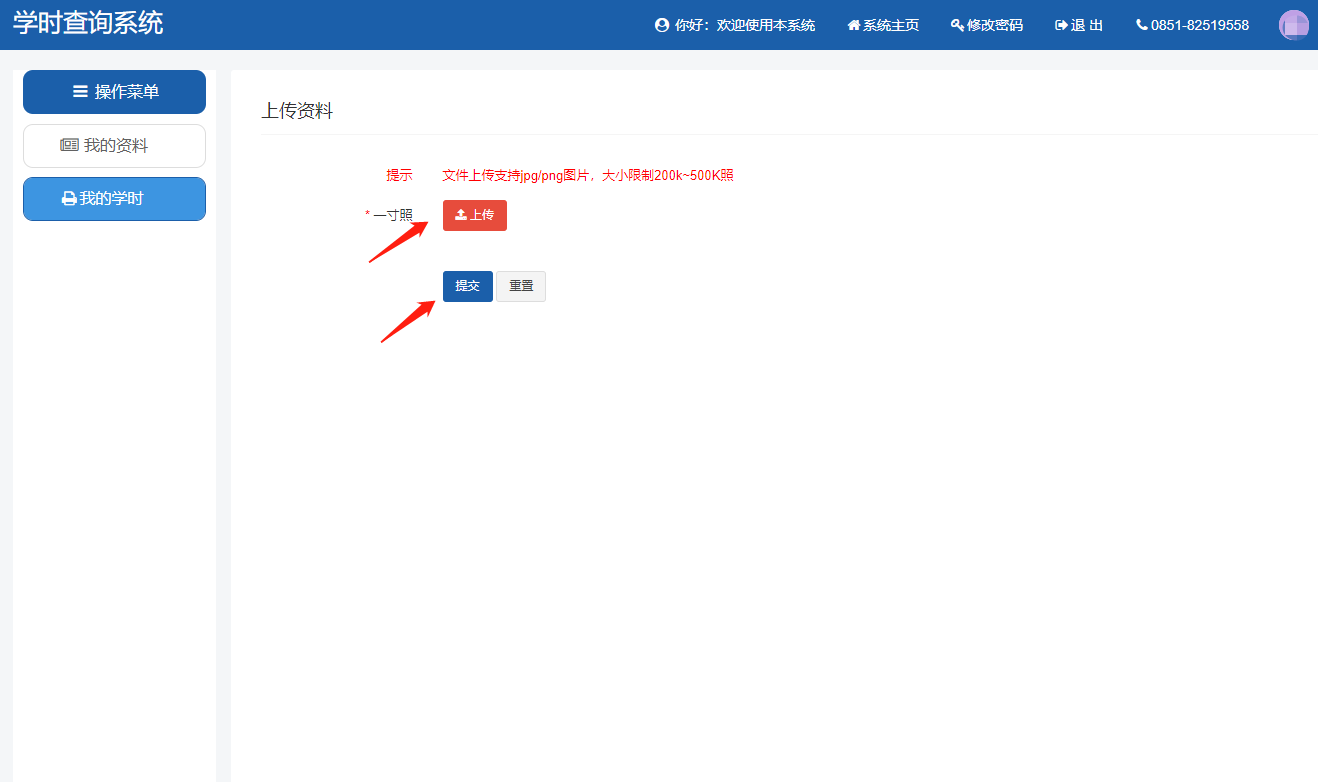 学时查询系统
你好：欢迎使用本系统
系统主页
修改密码
退 出
0851-82519558
操作菜单
我的资料
我的学时
上传资料
提示 文件上传支持jpg/png图片，大小限制200k~500K照
* 一寸照 上传
提交 重置